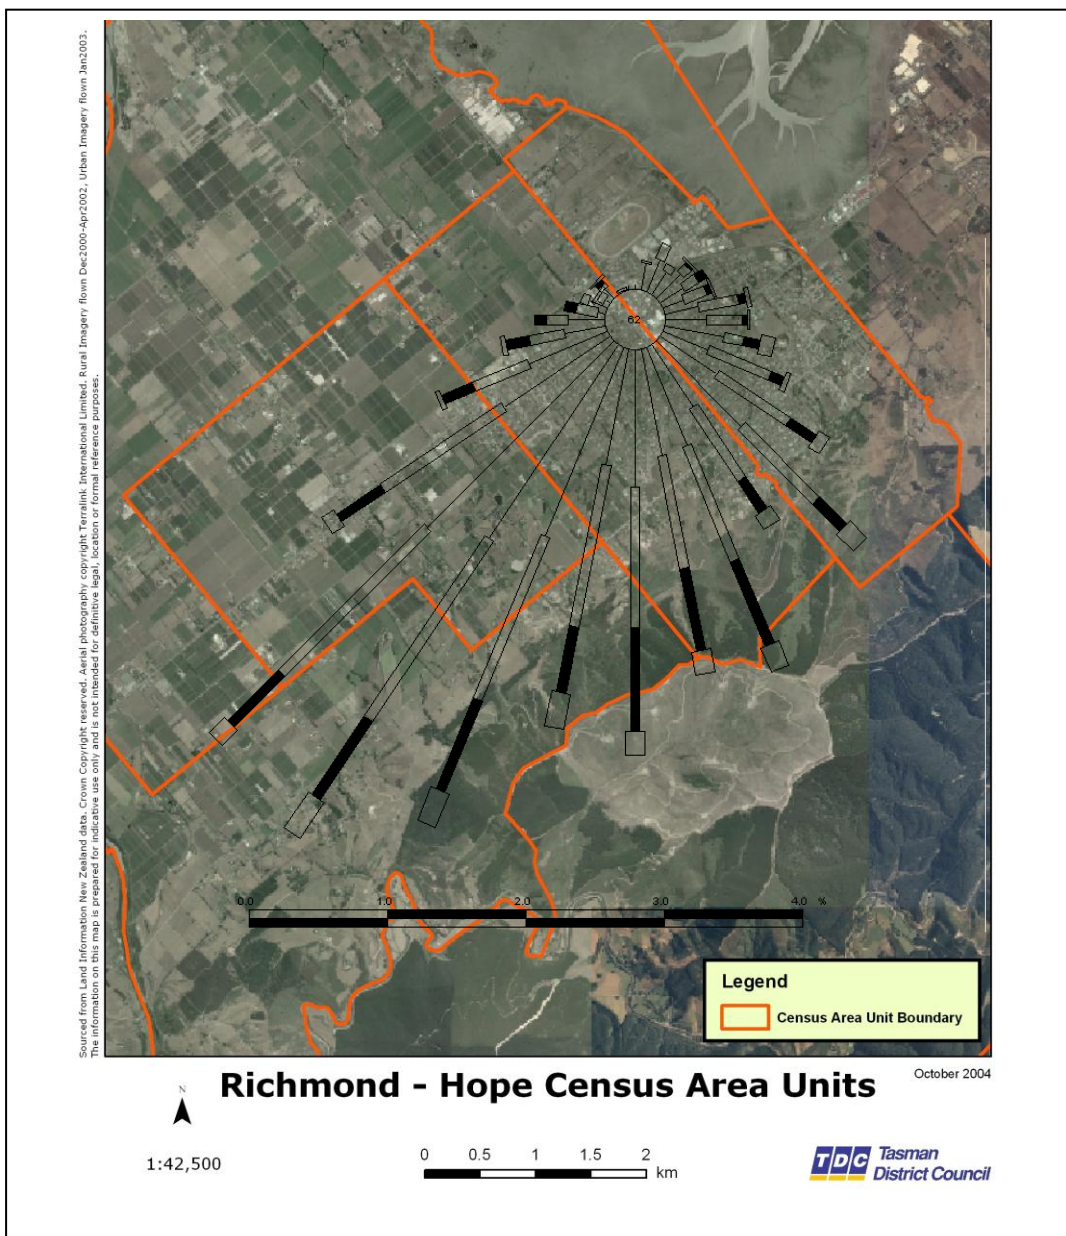 Sourced from Land Information New Zealand data. Crown Copyright reserved. Aerial photography copyright Terralink International Limited. Rural Imagery flown Dec2000-Apr2002, Urban Imagery flown Jan2003.
The information on this map is prepared for indicative use only and is not intended for definitive legal, location or formal reference purposes.
62
0.0 1.0 2.0 3.0 4.0 %
Legend
Census Area Unit Boundary
October 2004
Richmond - Hope Census Area Units
N
1:42,500
0 0.5 1 1.5 2
km
TDC Tasman
District Council